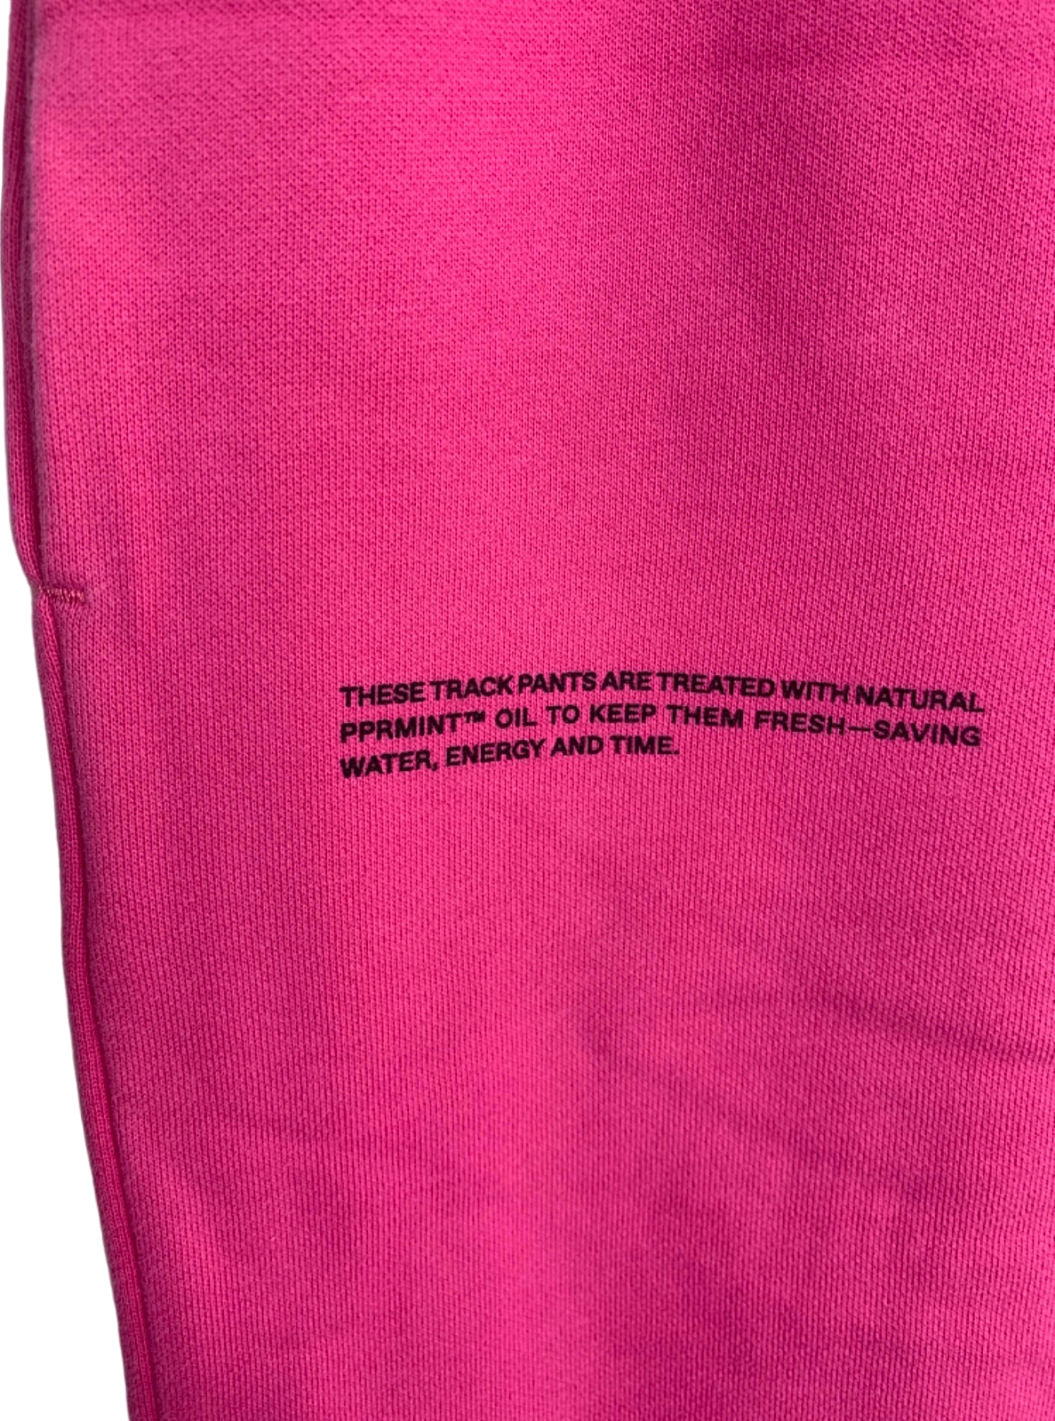 THESE TRACK PANTS ARE TREATED WITH NATURAL
PPRMINT™ OIL TO KEEP THEM FRESH—SAVING
WATER, ENERGY AND TIME.